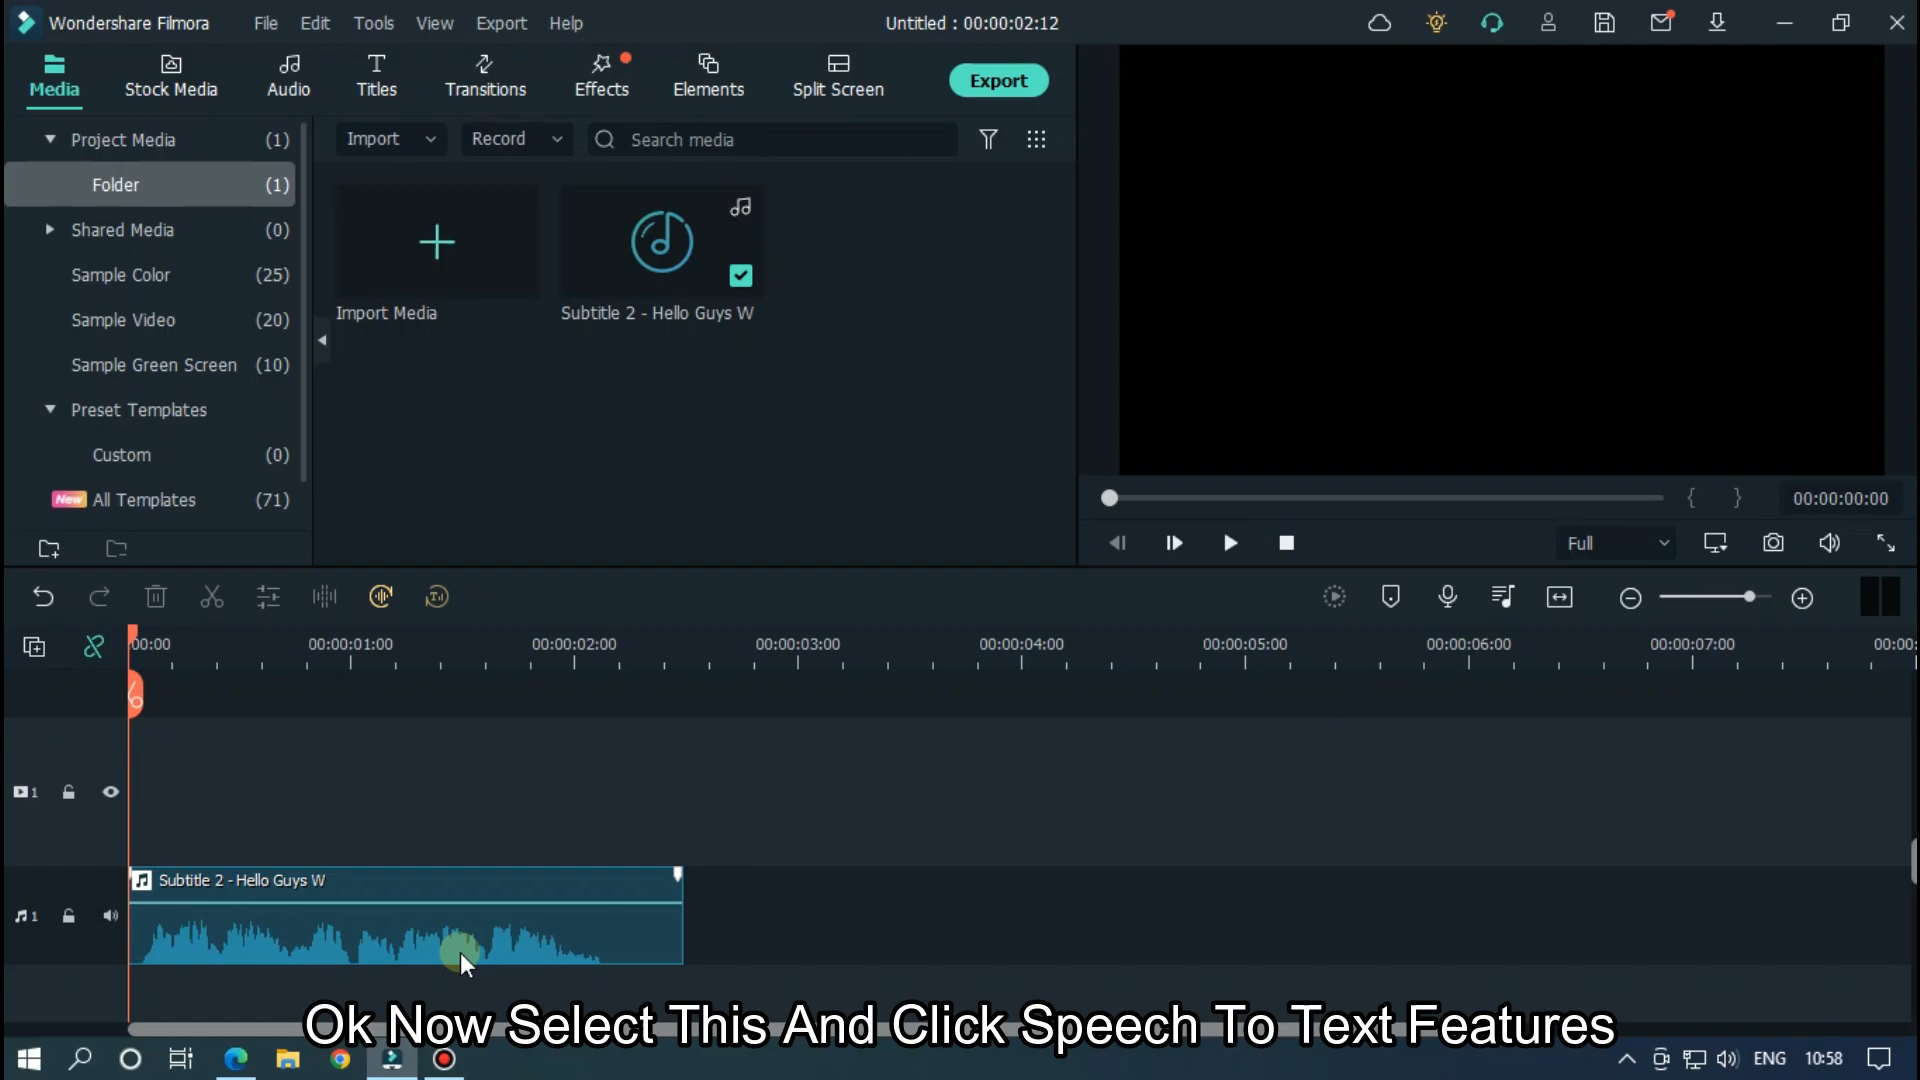 Wondershare Filmora File Edit Tools View Export Help Untitled : 00:00:02:12
Media Stock Media Audio Titles Transitions Effects Elements Split Screen Export
Project Media (1) Import Record Search media
Folder (1)
Shared Media (0)
Sample Color (25)
Import Media Subtitle 2 - Hello Guys W
Sample Video (20)
Sample Green Screen (10)
Preset Templates
Custom (0)
New All Templates (71)
{ } 00:00:00:00
Full
00:00 00:00:01:00 00:00:02:00 00:00:03:00 00:00:04:00 00:00:05:00 00:00:06:00 00:00:07:00 00:00:
1
Subtitle 2 - Hello Guys W
1
Ok Now Select This And Click Speech To Text Features
ENG 10:58